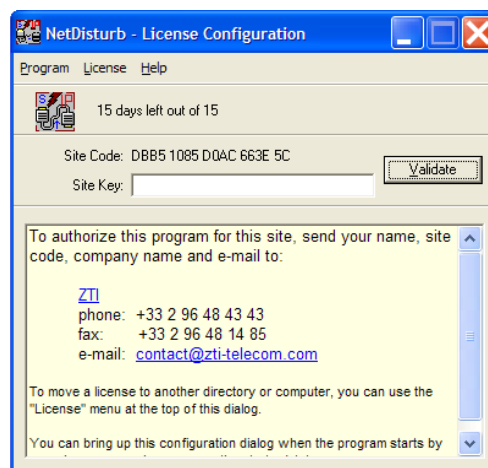 NetDisturb - License Configuration
Program License Help
15 days left out of 15
Site Code: DBB5 1085 D0AC 663E 5C
Validate
Site Key:
To authorize this program for this site, send your name, site
code, company name and e-mail to:
ZTI
phone: +33 2 96 48 43 43
fax: +33 2 96 48 14 85
e-mail: contact@zti-telecom.com
To move a license to another directory or computer, you can use the
"License" menu at the top of this dialog.
You can bring up this configuration dialog when the program starts by